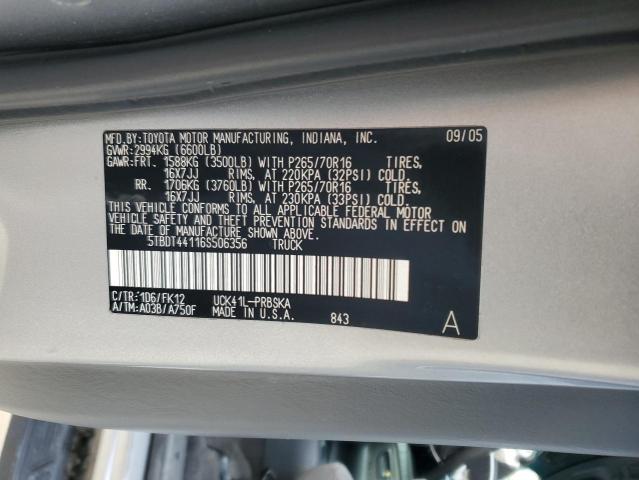 MFD.BY:TOYOTA MOTOR MANUFACTURING, INDIANA, INC. 09/05
GVWR:2994KG (6600LB)
GAWR:FRT. 1588KG (3500LB) WITH P265/70R16 TIRES,
16X7JJ RIMS, AT 220KPA (32PSI) COLD.
RR. 1706KG (3760LB) WITH P265/70R16 TIRES,
16X7JJ RIMS, AT 230KPA (33PSI) COLD.
THIS VEHICLE CONFORMS TO ALL APPLICABLE FEDERAL MOTOR
VEHICLE SAFETY AND THEFT PREVENTION STANDARDS IN EFFECT ON
THE DATE OF MANUFACTURE SHOWN ABOVE.
5TBDT44116S506356 TRUCK
C/TR:1D6/FK12 UCK41L-PRBSKA
A/TM:A03B/A750F MADE IN U.S.A. 843 A